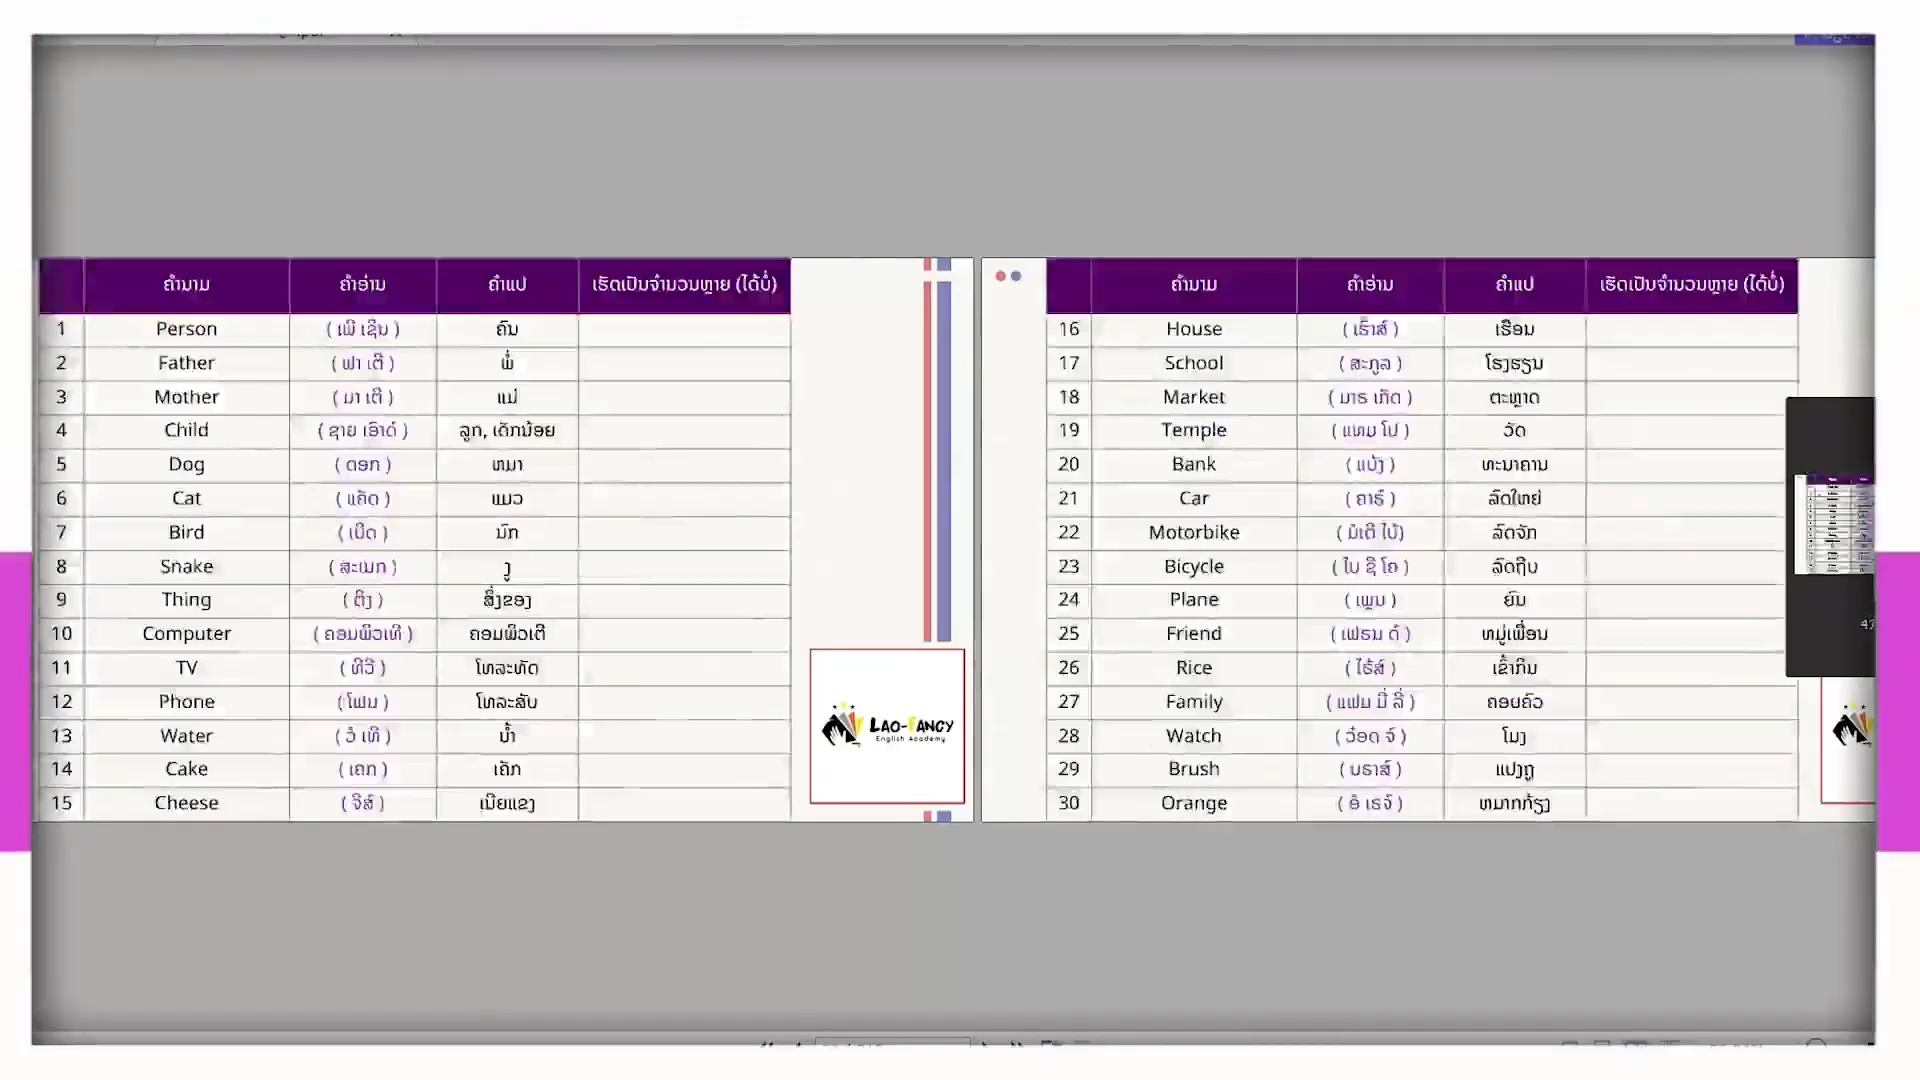 ຄຳນາມ ຄຳອ່ານ ຄຳແປ ເຮັດເປັນຈຳນວນຫຼາຍ (ໄດ້ບໍ່)
1 Person ( ເພີ ເຊິນ ) ຄົນ
2 Father ( ຟາ ເຕີ ) ພໍ່
3 Mother ( ມາ ເຕີ ) ແມ່
4 Child ( ຊາຍ ເອົາດ໌ ) ລູກ, ເດັກນ້ອຍ
5 Dog ( ດອກ ) ຫມາ
6 Cat ( ແຄັດ ) ແມວ
7 Bird ( ເບີດ ) ນົກ
8 Snake ( ສະເນກ ) ງູ
9 Thing ( ຕິງ ) ສິ່ງຂອງ
10 Computer ( ຄອມພິວເທີ ) ຄອມພິວເຕີ
11 TV ( ທີວີ ) ໂທລະທັດ
12 Phone ( ໂຟນ ) ໂທລະສັບ
13 Water ( ວໍ ເທີ ) ນ້ຳ
14 Cake ( ເຄກ ) ເຄັກ
15 Cheese ( ຈີສ໌ ) ເນີຍແຂງ
LAO-FANCY
English Academy
ຄຳນາມ ຄຳອ່ານ ຄຳແປ ເຮັດເປັນຈຳນວນຫຼາຍ (ໄດ້ບໍ່)
16 House ( ເຮົາສ໌ ) ເຮືອນ
17 School ( ສະກູລ ) ໂຮງຮຽນ
18 Market ( ມາຣ ເກັດ ) ຕະຫຼາດ
19 Temple ( ແທມ ໂປ ) ວັດ
20 Bank ( ແບ້ງ ) ທະນາຄານ
21 Car ( ຄາຣ໌ ) ລົດໃຫຍ່
22 Motorbike ( ມໍເຕີ ໄບ້) ລົດຈັກ
23 Bicycle ( ໄບ ຊິ ໂຄ ) ລົດຖີບ
24 Plane ( ເພຼນ ) ຍົນ
25 Friend ( ເຟຣນ ດ໌ ) ຫມູ່ເພື່ອນ
26 Rice ( ໄຣ້ສ໌ ) ເຂົ້າກິນ
27 Family ( ແຟມ ມີ ລີ່ ) ຄອບຄົວ
28 Watch ( ວ໋ອດ ຈ໌ ) ໂມງ
29 Brush ( ບຣາສ໌ ) ແປງຖູ
30 Orange ( ອໍ ເຣຈ໌ ) ຫມາກກ້ຽງ